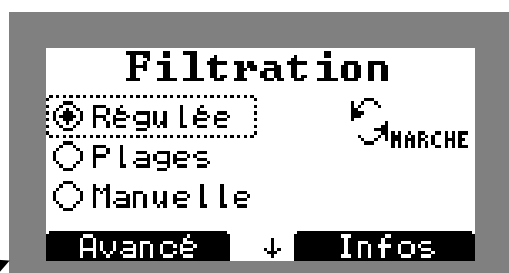 Filtration
Régulée
MARCHE
Plages
Manuelle
Avancé ↓ Infos